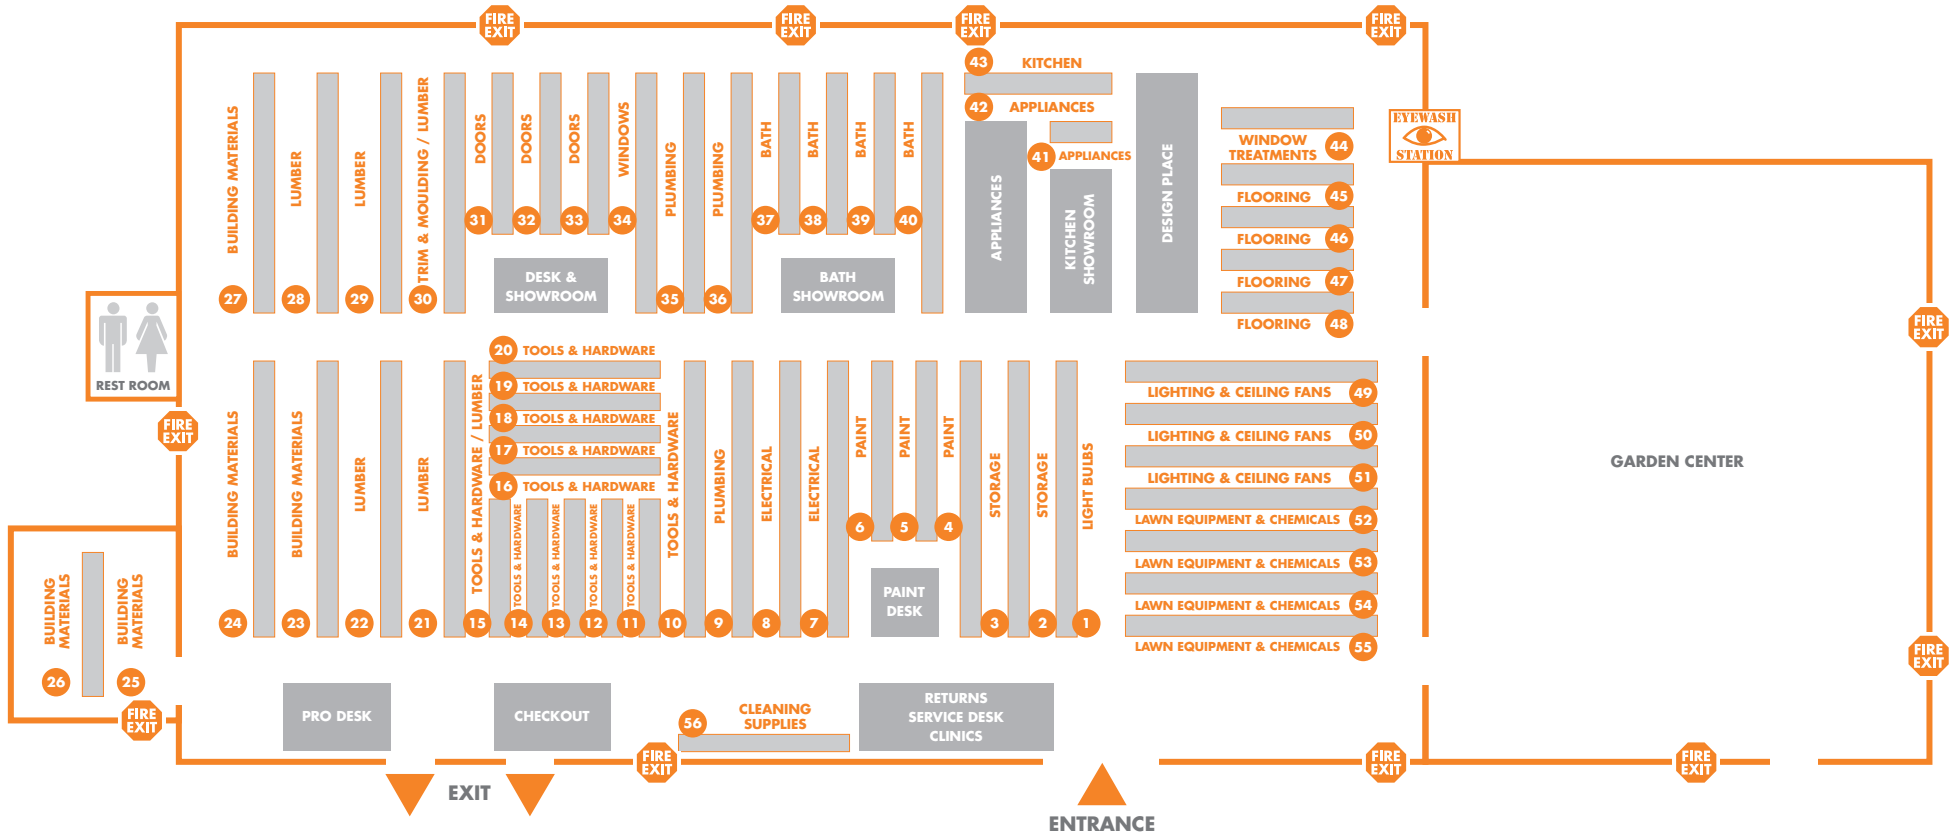 FIRE
EXIT
FIRE
EXIT
FIRE
EXIT
FIRE
EXIT
43 KITCHEN
42 APPLIANCES
41 APPLIANCES
APPLIANCES
KITCHEN
SHOWROOM
DESIGN PLACE
EYEWASH
STATION
WINDOW
TREATMENTS 44
FLOORING 45
FLOORING 46
FLOORING 47
FLOORING 48
BUILDING MATERIALS 27
LUMBER 28
LUMBER 29
TRIM & MOULDING / LUMBER 30
DOORS 31
DOORS 32
DOORS 33
WINDOWS 34
PLUMBING 35
PLUMBING 36
BATH 37
BATH 38
BATH 39
BATH 40
DESK &
SHOWROOM
BATH
SHOWROOM
REST ROOM
FIRE
EXIT
FIRE
EXIT
20 TOOLS & HARDWARE
19 TOOLS & HARDWARE
18 TOOLS & HARDWARE
17 TOOLS & HARDWARE
16 TOOLS & HARDWARE
BUILDING MATERIALS 24
BUILDING MATERIALS 23
LUMBER 22
LUMBER 21
TOOLS & HARDWARE / LUMBER 15
TOOLS & HARDWARE 14
TOOLS & HARDWARE 13
TOOLS & HARDWARE 12
TOOLS & HARDWARE 11
TOOLS & HARDWARE 10
PLUMBING 9
ELECTRICAL 8
ELECTRICAL 7
PAINT 6
PAINT 5
PAINT 4
PAINT
DESK
STORAGE 3
STORAGE 2
LIGHT BULBS 1
LIGHTING & CEILING FANS 49
LIGHTING & CEILING FANS 50
LIGHTING & CEILING FANS 51
LAWN EQUIPMENT & CHEMICALS 52
LAWN EQUIPMENT & CHEMICALS 53
LAWN EQUIPMENT & CHEMICALS 54
LAWN EQUIPMENT & CHEMICALS 55
GARDEN CENTER
BUILDING
MATERIALS
26
BUILDING
MATERIALS
25
FIRE
EXIT
FIRE
EXIT
PRO DESK
CHECKOUT
56 CLEANING
SUPPLIES
RETURNS
SERVICE DESK
CLINICS
FIRE
EXIT
FIRE
EXIT
FIRE
EXIT
EXIT
ENTRANCE